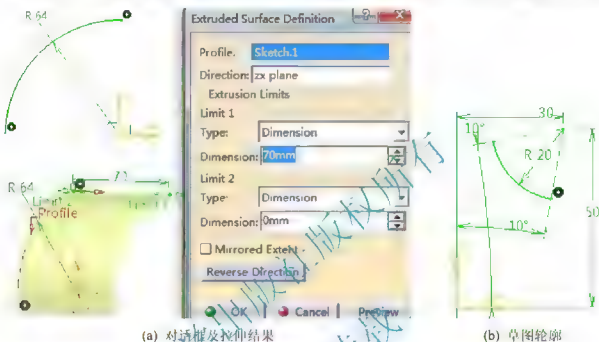 R 64
Extruded Surface Definition
Profile: Sketch.1
Direction: zx plane
Extrusion Limits
Limit 1
Type: Dimension
Dimension: 70mm
Limit 2
Type: Dimension
Dimension: 0mm
Mirrored Extent
Reverse Direction
OK Cancel Preview
70
R 64
Limit
Profile
30
10°
R 20
10°
50
(a) 对话框及拉伸结果
(b) 草图轮廓